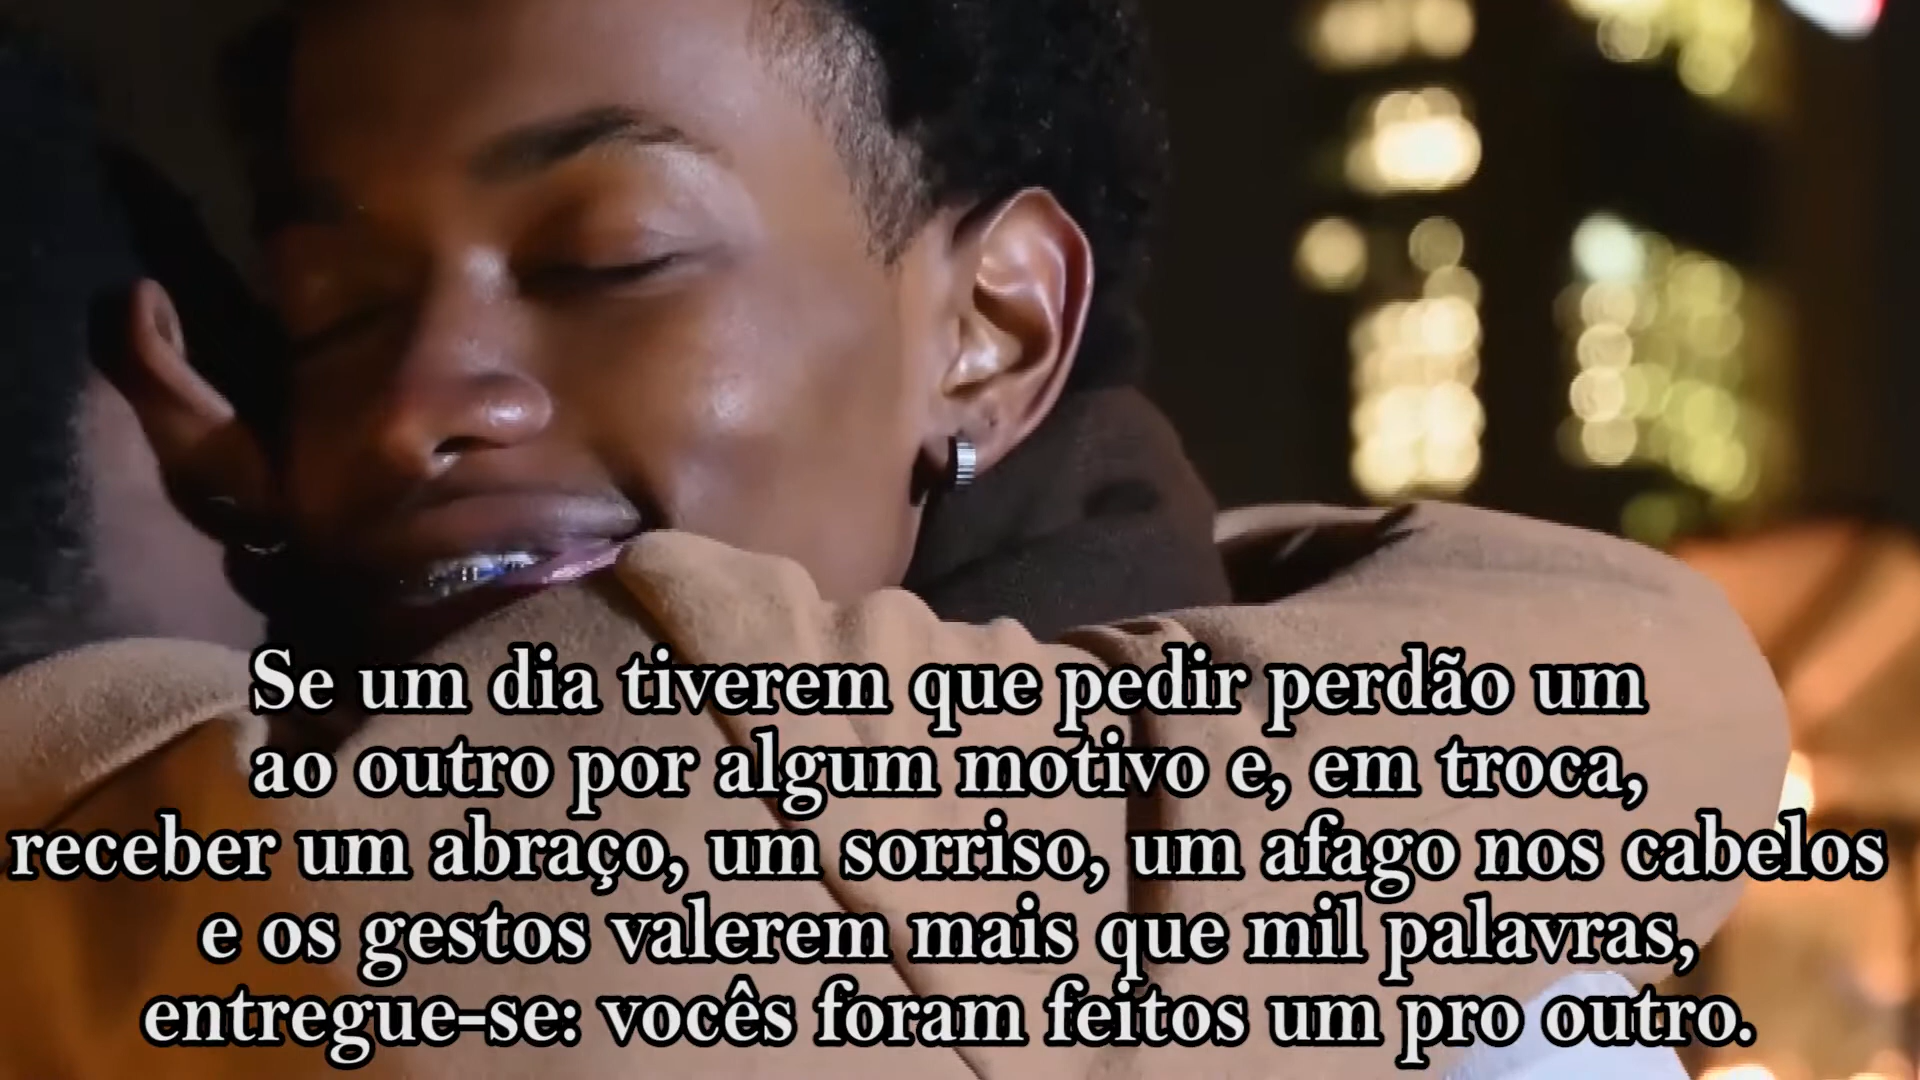 Se um dia tiverem que pedir perdão um
ao outro por algum motivo e, em troca,
receber um abraço, um sorriso, um afago nos cabelos
e os gestos valerem mais que mil palavras,
entregue-se: vocês foram feitos um pro outro.